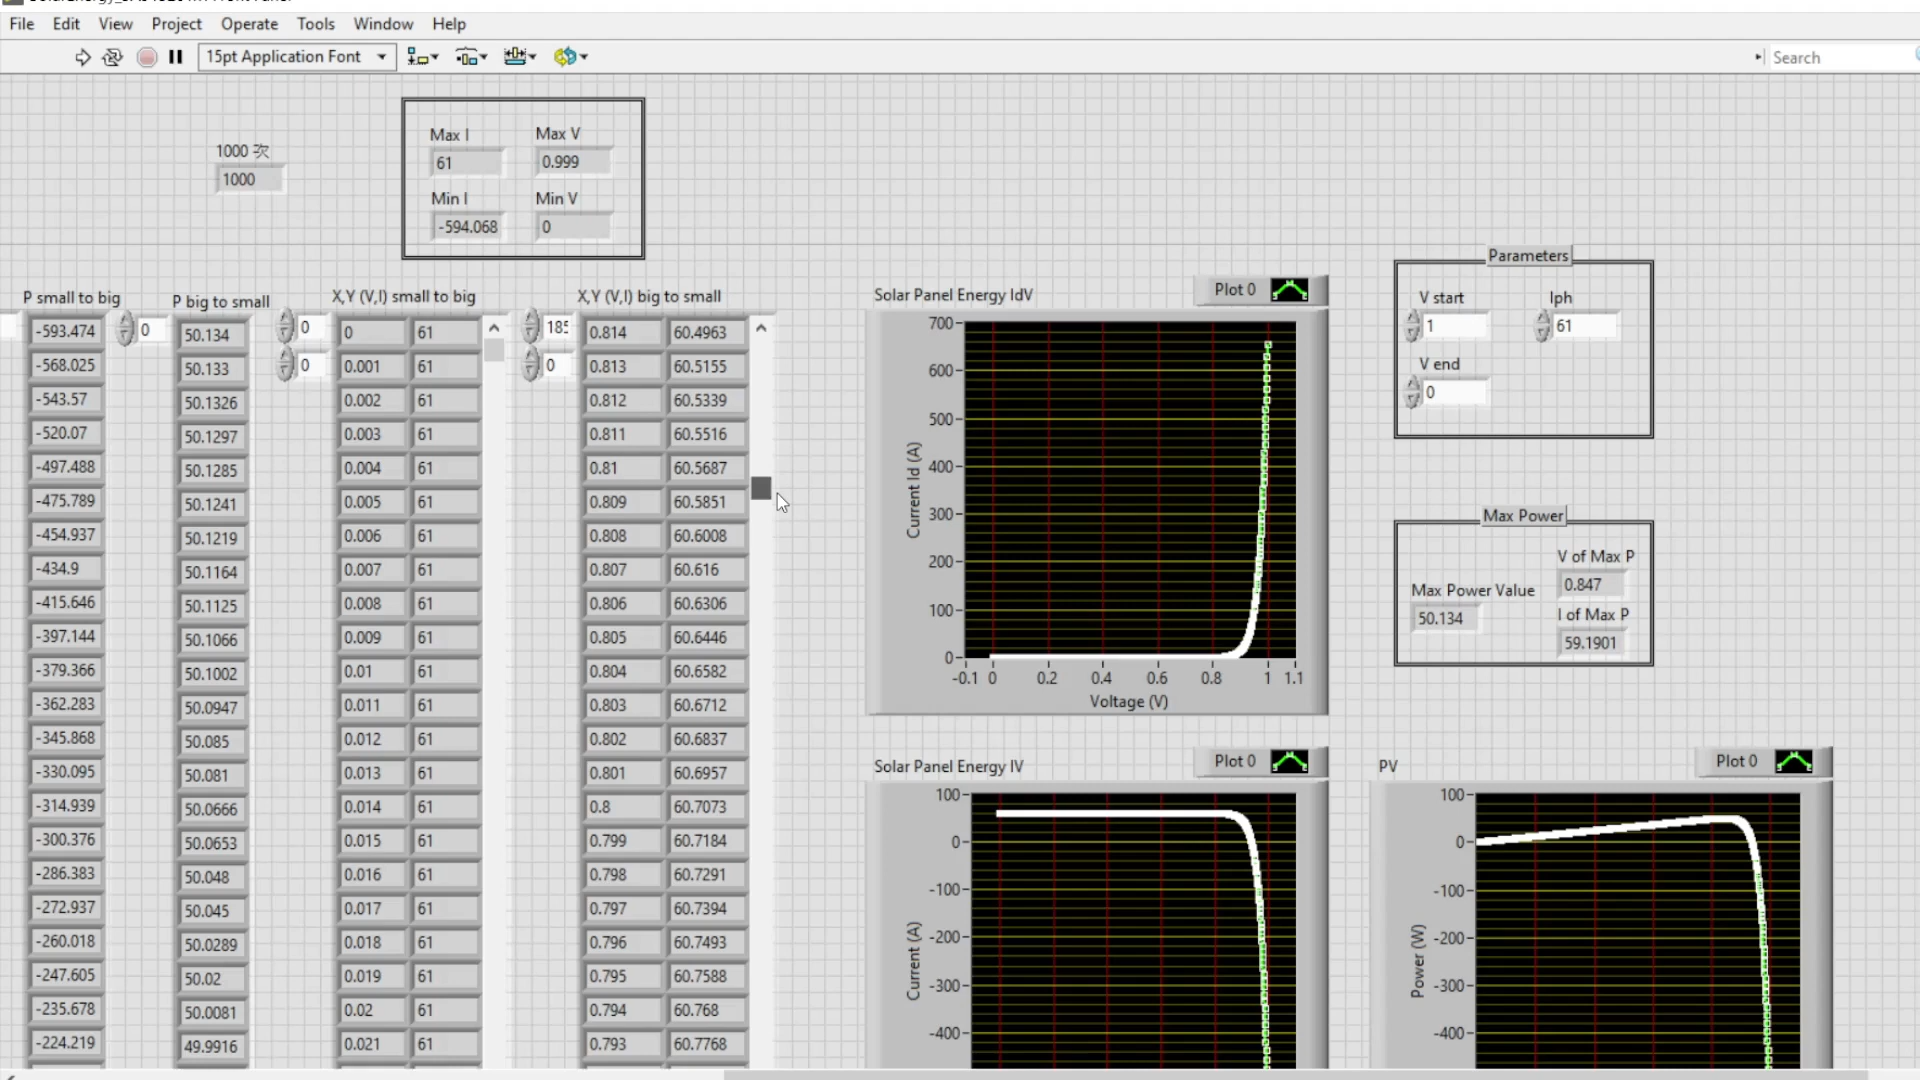 File Edit View Project Operate Tools Window Help
15pt Application Font
Search
1000 次
1000
Max I Max V
61 0.999
Min I Min V
-594.068 0
P small to big
P big to small
X,Y (V,I) small to big
X,Y (V,I) big to small
-593.474 0 50.134 0 0 61 0.814 60.4963
-568.025 50.133 0 0.001 61 0 0.813 60.5155
-543.57 50.1326 0.002 61 0.812 60.5339
-520.07 50.1297 0.003 61 0.811 60.5516
-497.488 50.1285 0.004 61 0.81 60.5687
-475.789 50.1241 0.005 61 0.809 60.5851
-454.937 50.1219 0.006 61 0.808 60.6008
-434.9 50.1164 0.007 61 0.807 60.616
-415.646 50.1125 0.008 61 0.806 60.6306
-397.144 50.1066 0.009 61 0.805 60.6446
-379.366 50.1002 0.01 61 0.804 60.6582
-362.283 50.0947 0.011 61 0.803 60.6712
-345.868 50.085 0.012 61 0.802 60.6837
-330.095 50.081 0.013 61 0.801 60.6957
-314.939 50.0666 0.014 61 0.8 60.7073
-300.376 50.0653 0.015 61 0.799 60.7184
-286.383 50.048 0.016 61 0.798 60.7291
-272.937 50.045 0.017 61 0.797 60.7394
-260.018 50.0289 0.018 61 0.796 60.7493
-247.605 50.02 0.019 61 0.795 60.7588
-235.678 50.0081 0.02 61 0.794 60.768
-224.219 49.9916 0.021 61 0.793 60.7768
Solar Panel Energy IdV
Plot 0
700
600
500
400
300
200
100
0
Current Id (A)
-0.1 0 0.2 0.4 0.6 0.8 1 1.1
Voltage (V)
Parameters
V start Iph
1 61
V end
0
Max Power
V of Max P
0.847
Max Power Value
50.134
I of Max P
59.1901
Solar Panel Energy IV
Plot 0
100
0
-100
-200
-300
-400
Current (A)
PV
Plot 0
100
0
-100
-200
-300
-400
Power (W)